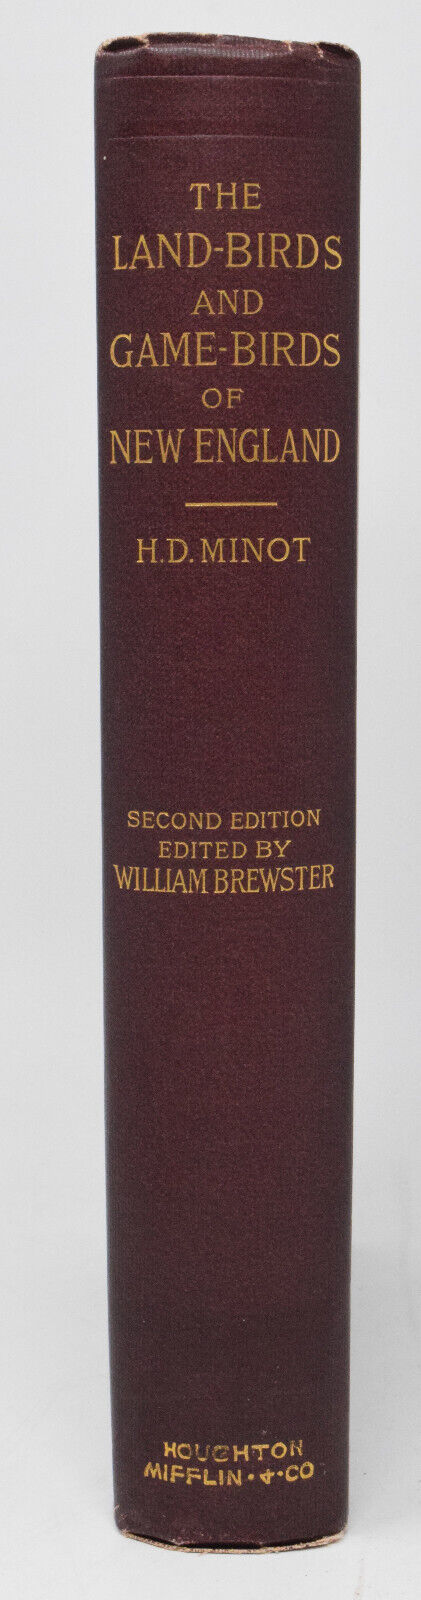 THE
LAND-BIRDS
AND
GAME-BIRDS
OF
NEW ENGLAND
H.D. MINOT
SECOND EDITION
EDITED BY
WILLIAM BREWSTER
HOUGHTON
MIFFLIN · & · CO